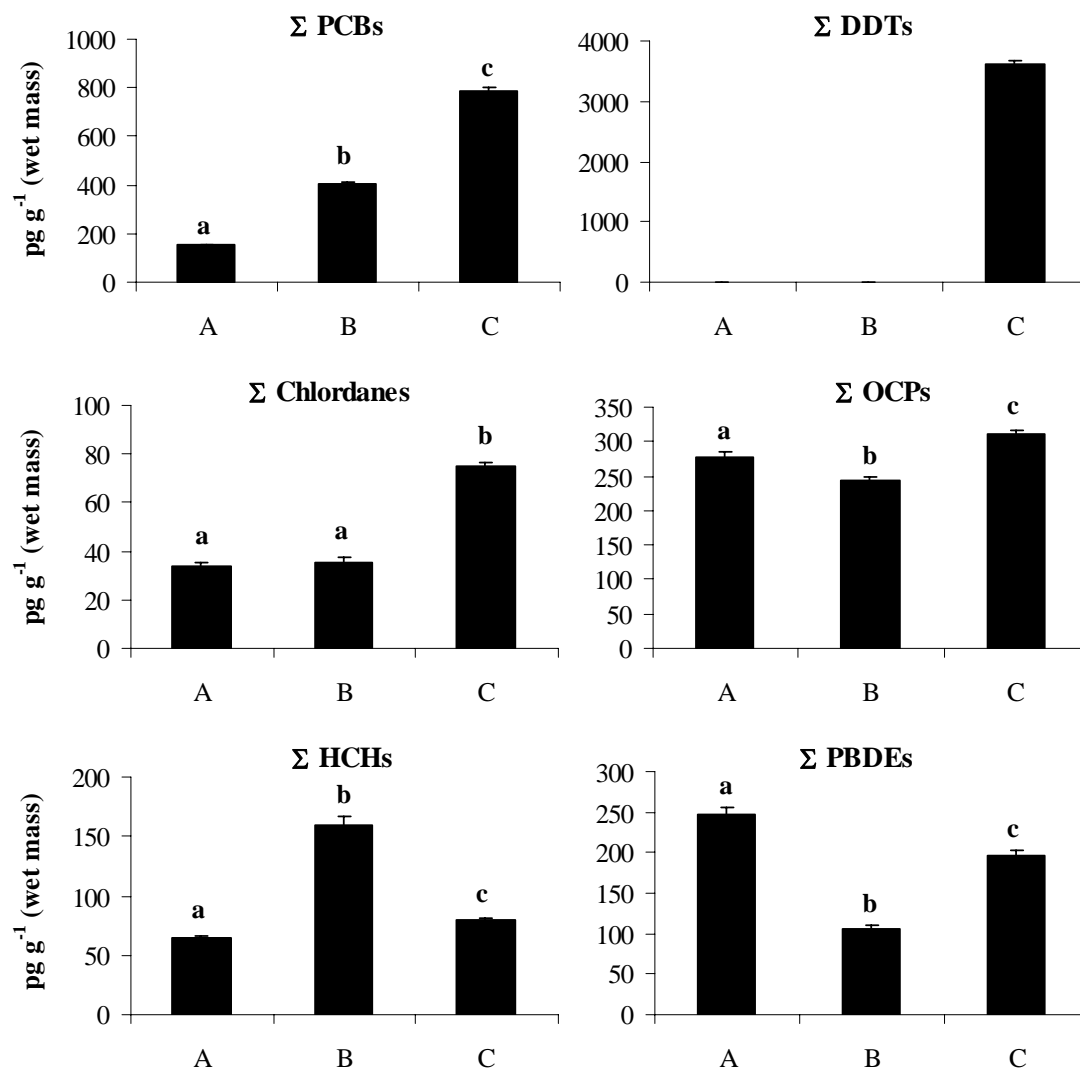 Σ PCBs
1000
800
600
400
200
0
pg g⁻¹ (wet mass)
a
b
c
A B C
Σ DDTs
4000
3000
2000
1000
0
A B C
Σ Chlordanes
100
80
60
40
20
0
pg g⁻¹ (wet mass)
a
a
b
A B C
Σ OCPs
350
300
250
200
150
100
50
0
a
b
c
A B C
Σ HCHs
200
150
100
50
0
pg g⁻¹ (wet mass)
a
b
c
A B C
Σ PBDEs
300
250
200
150
100
50
0
a
b
c
A B C